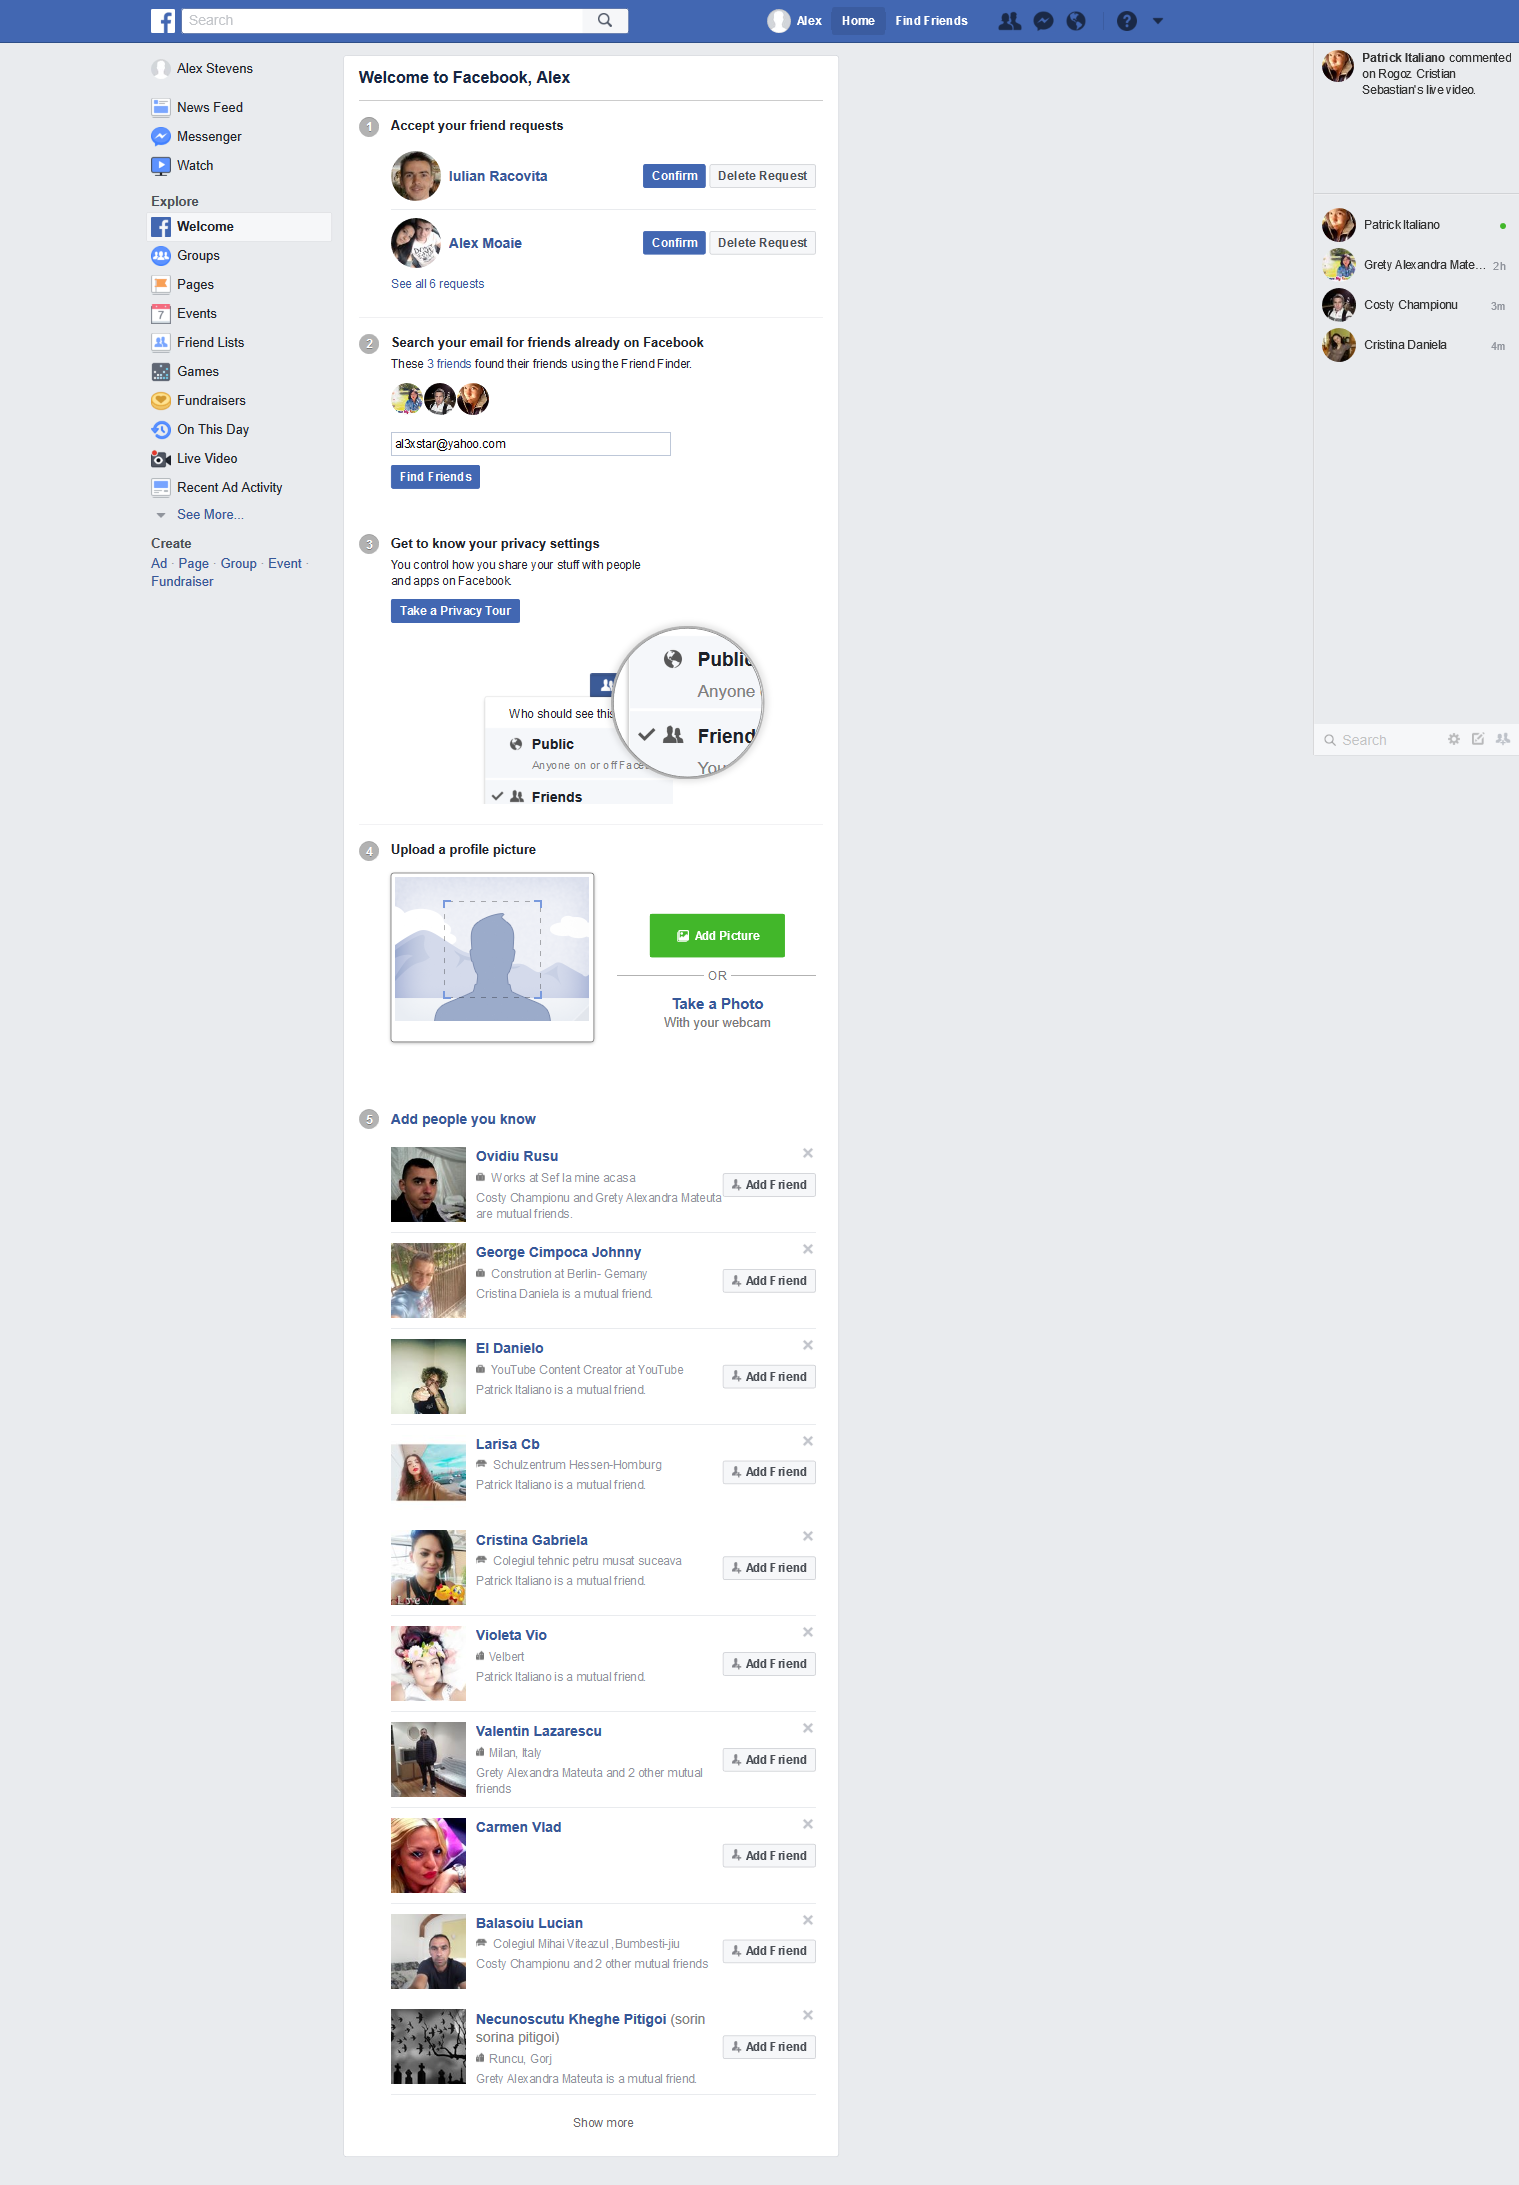 Search
Alex
Home
Find Friends
Alex Stevens
News Feed
Messenger
Watch
Explore
Welcome
Groups
Pages
7
Events
Friend Lists
Games
Fundraisers
On This Day
Live Video
Recent Ad Activity
See More...
Create
Ad · Page · Group · Event ·
Fundraiser
Welcome to Facebook, Alex
1 Accept your friend requests
Iulian Racovita
Confirm
Delete Request
Alex Moaie
Confirm
Delete Request
See all 6 requests
2 Search your email for friends already on Facebook
These 3 friends found their friends using the Friend Finder.
al3xstar@yahoo.com
Find Friends
3 Get to know your privacy settings
You control how you share your stuff with people
and apps on Facebook.
Take a Privacy Tour
Who should see this
Public
Anyone on or off Face
Friends
Public
Anyone
Friend
You
4 Upload a profile picture
Add Picture
OR
Take a Photo
With your webcam
5 Add people you know
Ovidiu Rusu
Works at Sef la mine acasa
Costy Championu and Grety Alexandra Mateuta
are mutual friends.
Add Friend
George Cimpoca Johnny
Constrution at Berlin- Gemany
Cristina Daniela is a mutual friend.
Add Friend
El Danielo
YouTube Content Creator at YouTube
Patrick Italiano is a mutual friend.
Add Friend
Larisa Cb
Schulzentrum Hessen-Homburg
Patrick Italiano is a mutual friend.
Add Friend
Cristina Gabriela
Colegiul tehnic petru musat suceava
Patrick Italiano is a mutual friend.
Add Friend
Love
Violeta Vio
Velbert
Patrick Italiano is a mutual friend.
Add Friend
Valentin Lazarescu
Milan, Italy
Grety Alexandra Mateuta and 2 other mutual
friends
Add Friend
Carmen Vlad
Add Friend
Balasoiu Lucian
Colegiul Mihai Viteazul ,Bumbesti-jiu
Costy Championu and 2 other mutual friends
Add Friend
Necunoscutu Kheghe Pitigoi (sorin
sorina pitigoi)
Runcu, Gorj
Grety Alexandra Mateuta is a mutual friend.
Add Friend
Show more
Patrick Italiano commented
on Rogoz Cristian
Sebastian's live video.
Patrick Italiano
Grety Alexandra Mate... 2h
Costy Championu 3m
Cristina Daniela 4m
Search